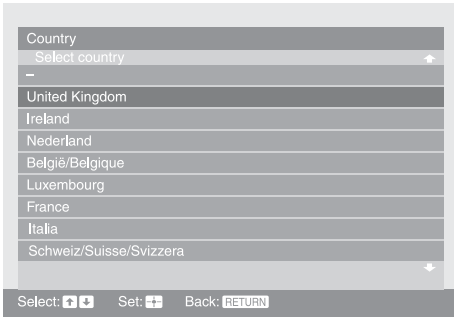 Country
Select country
–
United Kingdom
Ireland
Nederland
België/Belgique
Luxembourg
France
Italia
Schweiz/Suisse/Svizzera
Select: Set: Back: RETURN